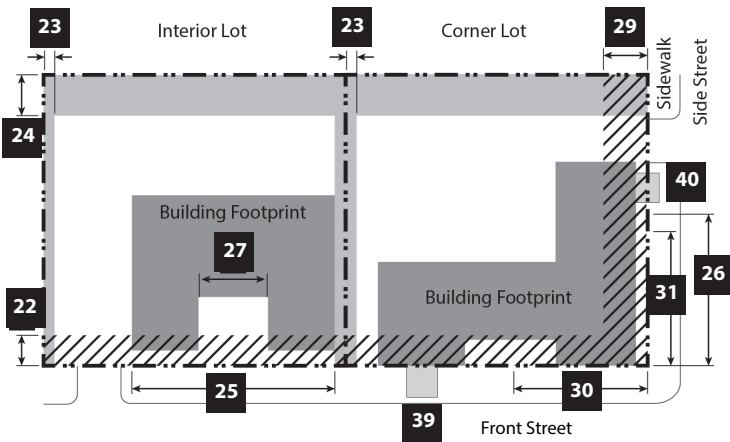 Interior Lot
Corner Lot
23
23
29
Sidewalk
Side Street
24
40
Building Footprint
27
26
22
31
Building Footprint
25
30
39
Front Street